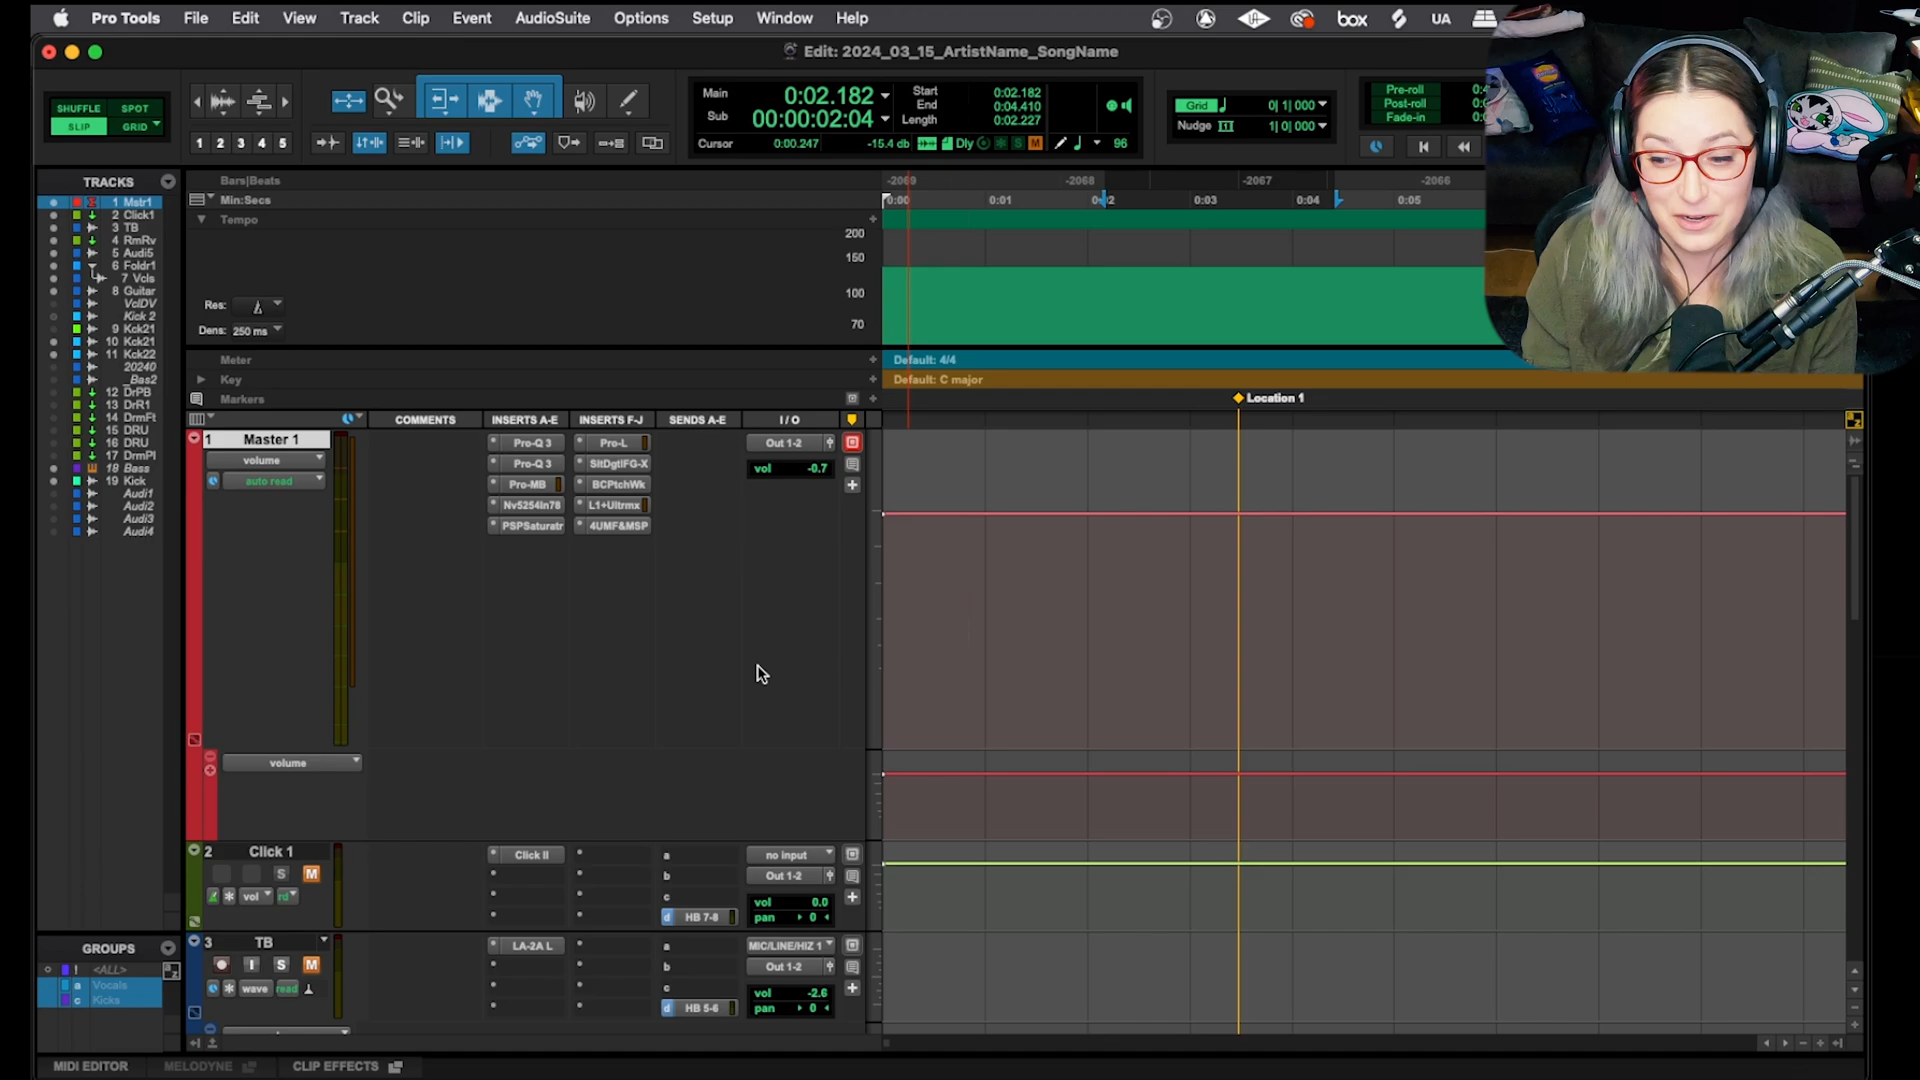 Pro Tools File Edit View Track Clip Event AudioSuite Options Setup Window Help box UA
Edit: 2024_03_15_ArtistName_SongName
SHUFFLE SPOT
SLIP GRID
1 2 3 4 5
Main 0:02.182
Sub 00:00:02:04
Start 0:02.182
End 0:04.410
Length 0:02.227
Cursor 0:00.247 -15.4 db Dly S M 96
Grid 0| 1| 000
Nudge 1| 0| 000
Pre-roll
Post-roll
Fade-in
TRACKS
1 Mstr1
2 Click1
3 TB
4 RmRv
5 Audi5
6 Foldr1
7 Vcls
8 Guitar
VclDV
Kick 2
9 Kck21
10 Kck21
11 Kck22
20240
_Bas2
12 DrPB
13 DrR1
14 DrmFt
15 DRU
16 DRU
17 DrmPl
18 Bass
19 Kick
Audi1
Audi2
Audi3
Audi4
GROUPS
! <ALL>
a Vocals
c Kicks
Bars|Beats -2069 -2068 -2067 -2066
Min:Secs 0:00 0:01 0:02 0:03 0:04 0:05
Tempo
200
150
100
70
Res:
Dens: 250 ms
Meter Default: 4/4
Key Default: C major
Markers Location 1
COMMENTS INSERTS A-E INSERTS F-J SENDS A-E I / O
1 Master 1 Pro-Q 3 Pro-L Out 1-2
volume Pro-Q 3 SltDgtlFG-X vol -0.7
auto read Pro-MB BCPtchWk
Nv5254In78 L1+Ultrmx
PSPSaturatr 4UMF&MSP
volume
2 Click 1 Click II a no input
S M b Out 1-2
vol rd c vol 0.0
d HB 7-8 pan 0
3 TB LA-2A L a MIC/LINE/HIZ 1
I S M b Out 1-2
wave read c vol -2.6
d HB 5-6 pan 0
MIDI EDITOR MELODYNE CLIP EFFECTS